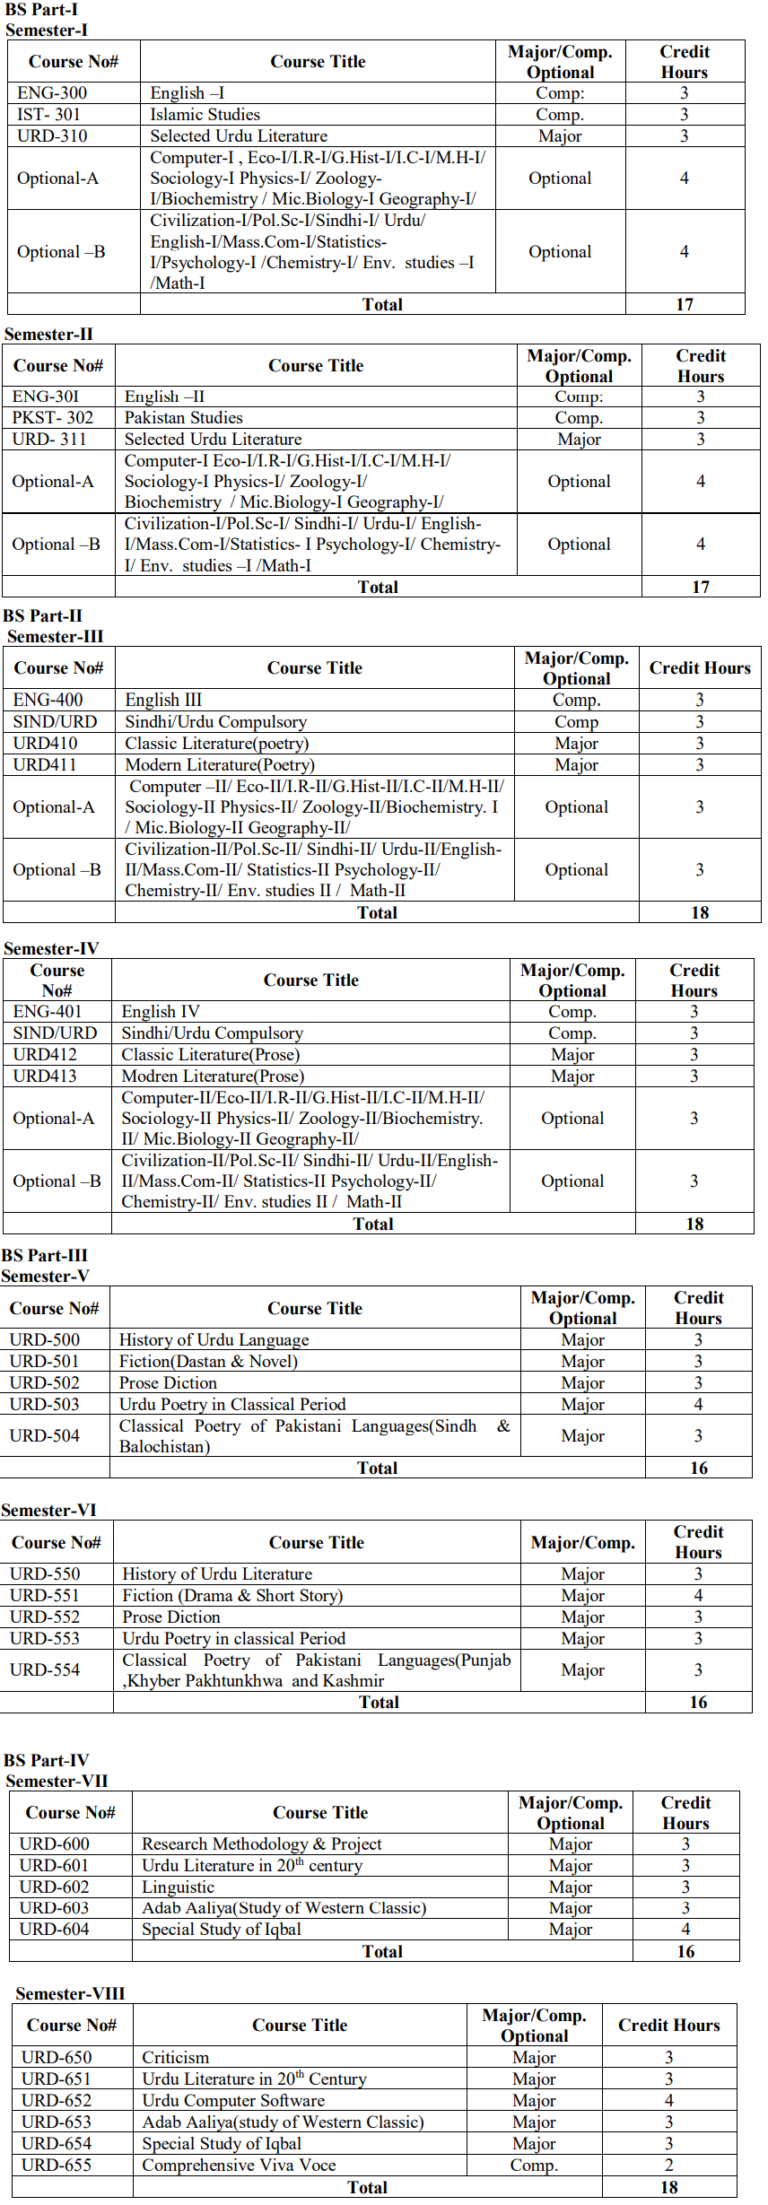 BS Part-I
Semester-I
Course No# Course Title Major/Comp. Optional Credit Hours
ENG-300 English –I Comp: 3
IST- 301 Islamic Studies Comp. 3
URD-310 Selected Urdu Literature Major 3
Optional-A Computer-I , Eco-I/I.R-I/G.Hist-I/I.C-I/M.H-I/
Sociology-I Physics-I/ Zoology-
I/Biochemistry / Mic.Biology-I Geography-I/ Optional 4
Optional –B Civilization-I/Pol.Sc-I/Sindhi-I/ Urdu/
English-I/Mass.Com-I/Statistics-
I/Psychology-I /Chemistry-I/ Env. studies –I
/Math-I Optional 4
Total 17
Semester-II
Course No# Course Title Major/Comp. Optional Credit Hours
ENG-30I English –II Comp: 3
PKST- 302 Pakistan Studies Comp. 3
URD- 311 Selected Urdu Literature Major 3
Optional-A Computer-I Eco-I/I.R-I/G.Hist-I/I.C-I/M.H-I/
Sociology-I Physics-I/ Zoology-I/
Biochemistry / Mic.Biology-I Geography-I/ Optional 4
Optional –B Civilization-I/Pol.Sc-I/ Sindhi-I/ Urdu-I/ English-
I/Mass.Com-I/Statistics- I Psychology-I/ Chemistry-
I/ Env. studies –I /Math-I Optional 4
Total 17
BS Part-II
Semester-III
Course No# Course Title Major/Comp. Optional Credit Hours
ENG-400 English III Comp. 3
SIND/URD Sindhi/Urdu Compulsory Comp 3
URD410 Classic Literature(poetry) Major 3
URD411 Modern Literature(Poetry) Major 3
Optional-A Computer –II/ Eco-II/I.R-II/G.Hist-II/I.C-II/M.H-II/
Sociology-II Physics-II/ Zoology-II/Biochemistry. I
/ Mic.Biology-II Geography-II/ Optional 3
Optional –B Civilization-II/Pol.Sc-II/ Sindhi-II/ Urdu-II/English-
II/Mass.Com-II/ Statistics-II Psychology-II/
Chemistry-II/ Env. studies II / Math-II Optional 3
Total 18
Semester-IV
Course No# Course Title Major/Comp. Optional Credit Hours
ENG-401 English IV Comp. 3
SIND/URD Sindhi/Urdu Compulsory Comp. 3
URD412 Classic Literature(Prose) Major 3
URD413 Modren Literature(Prose) Major 3
Optional-A Computer-II/Eco-II/I.R-II/G.Hist-II/I.C-II/M.H-II/
Sociology-II Physics-II/ Zoology-II/Biochemistry.
II/ Mic.Biology-II Geography-II/ Optional 3
Optional –B Civilization-II/Pol.Sc-II/ Sindhi-II/ Urdu-II/English-
II/Mass.Com-II/ Statistics-II Psychology-II/
Chemistry-II/ Env. studies II / Math-II Optional 3
Total 18
BS Part-III
Semester-V
Course No# Course Title Major/Comp. Optional Credit Hours
URD-500 History of Urdu Language Major 3
URD-501 Fiction(Dastan & Novel) Major 3
URD-502 Prose Diction Major 3
URD-503 Urdu Poetry in Classical Period Major 4
URD-504 Classical Poetry of Pakistani Languages(Sindh &
Balochistan) Major 3
Total 16
Semester-VI
Course No# Course Title Major/Comp. Credit Hours
URD-550 History of Urdu Literature Major 3
URD-551 Fiction (Drama & Short Story) Major 4
URD-552 Prose Diction Major 3
URD-553 Urdu Poetry in classical Period Major 3
URD-554 Classical Poetry of Pakistani Languages(Punjab
,Khyber Pakhtunkhwa and Kashmir Major 3
Total 16
BS Part-IV
Semester-VII
Course No# Course Title Major/Comp. Optional Credit Hours
URD-600 Research Methodology & Project Major 3
URD-601 Urdu Literature in 20th century Major 3
URD-602 Linguistic Major 3
URD-603 Adab Aaliya(Study of Western Classic) Major 3
URD-604 Special Study of Iqbal Major 4
Total 16
Semester-VIII
Course No# Course Title Major/Comp. Optional Credit Hours
URD-650 Criticism Major 3
URD-651 Urdu Literature in 20th Century Major 3
URD-652 Urdu Computer Software Major 4
URD-653 Adab Aaliya(study of Western Classic) Major 3
URD-654 Special Study of Iqbal Major 3
URD-655 Comprehensive Viva Voce Comp. 2
Total 18